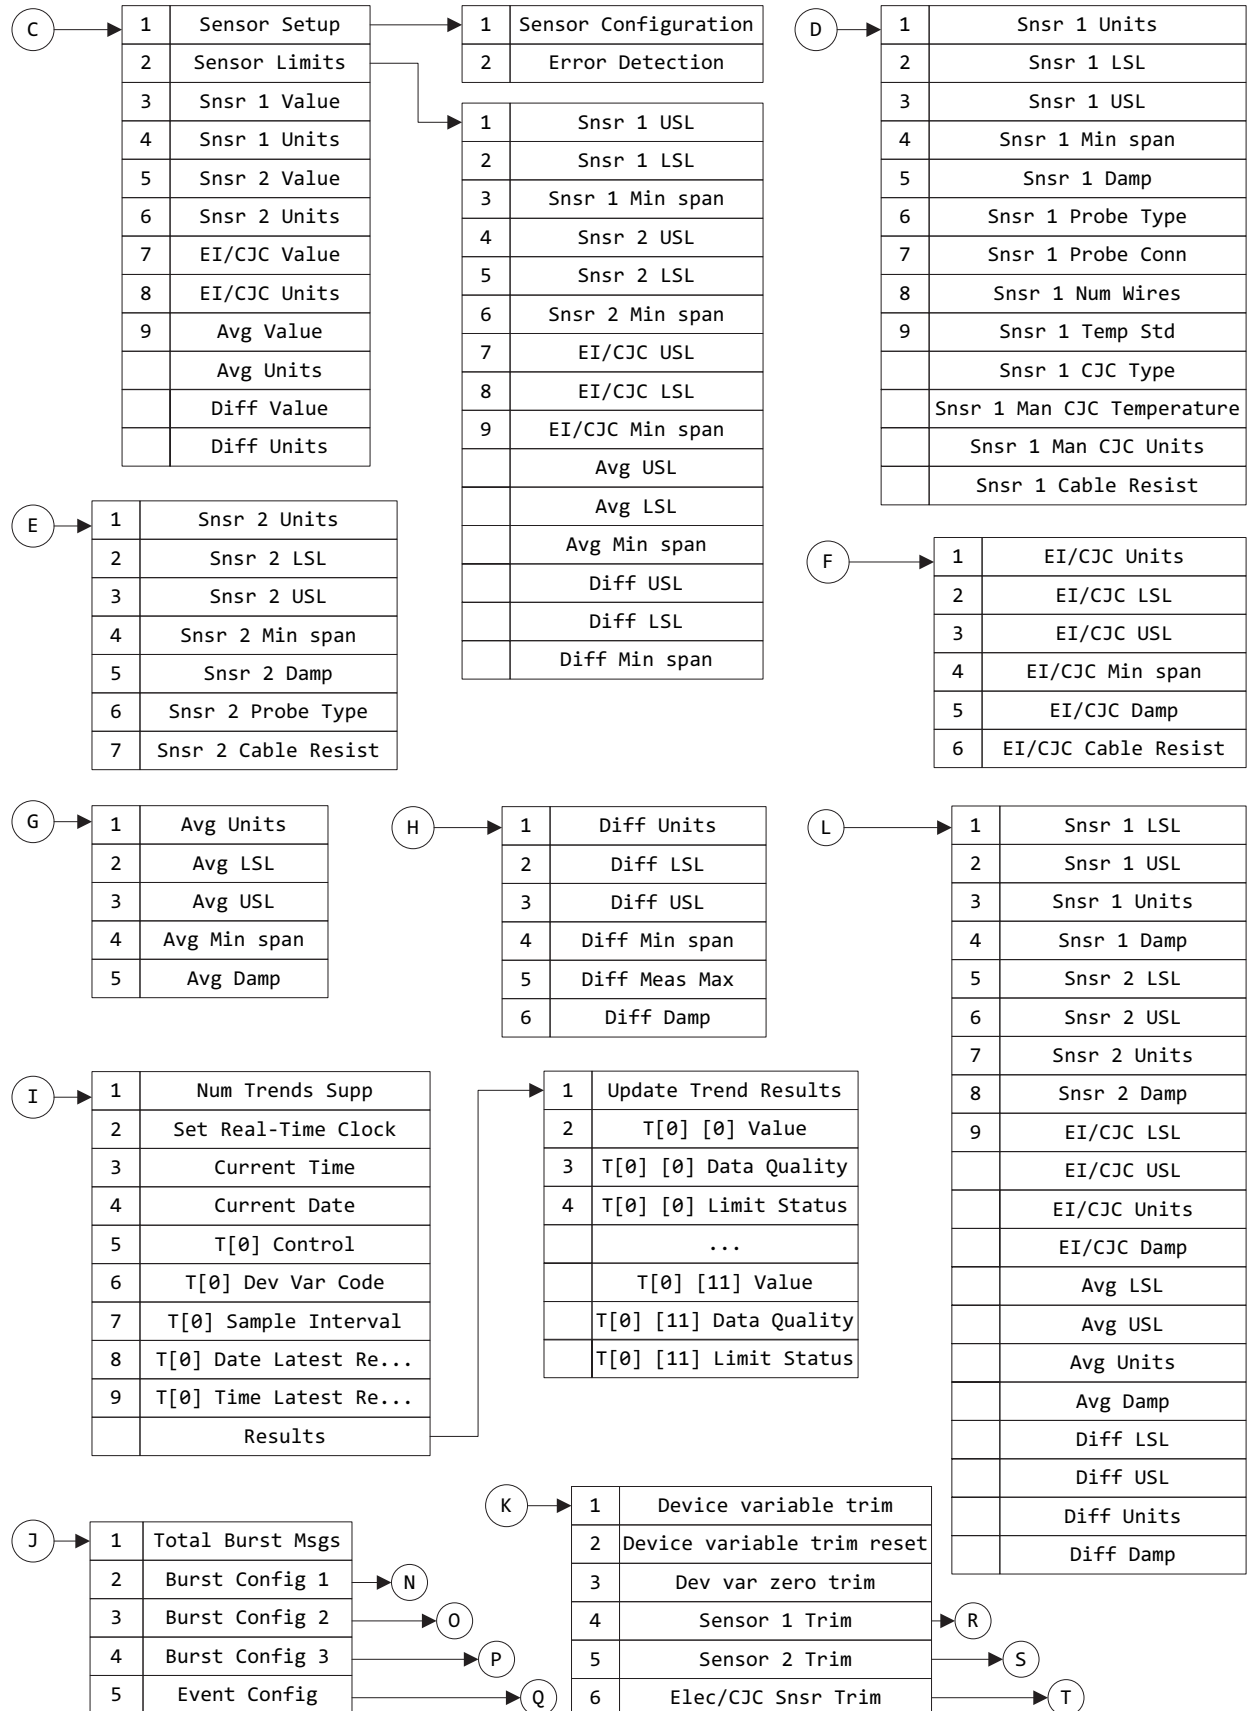 C
1 Sensor Setup
2 Sensor Limits
3 Snsr 1 Value
4 Snsr 1 Units
5 Snsr 2 Value
6 Snsr 2 Units
7 EI/CJC Value
8 EI/CJC Units
9 Avg Value
Avg Units
Diff Value
Diff Units
1 Sensor Configuration
2 Error Detection
1 Snsr 1 USL
2 Snsr 1 LSL
3 Snsr 1 Min span
4 Snsr 2 USL
5 Snsr 2 LSL
6 Snsr 2 Min span
7 EI/CJC USL
8 EI/CJC LSL
9 EI/CJC Min span
Avg USL
Avg LSL
Avg Min span
Diff USL
Diff LSL
Diff Min span
D
1 Snsr 1 Units
2 Snsr 1 LSL
3 Snsr 1 USL
4 Snsr 1 Min span
5 Snsr 1 Damp
6 Snsr 1 Probe Type
7 Snsr 1 Probe Conn
8 Snsr 1 Num Wires
9 Snsr 1 Temp Std
Snsr 1 CJC Type
Snsr 1 Man CJC Temperature
Snsr 1 Man CJC Units
Snsr 1 Cable Resist
E
1 Snsr 2 Units
2 Snsr 2 LSL
3 Snsr 2 USL
4 Snsr 2 Min span
5 Snsr 2 Damp
6 Snsr 2 Probe Type
7 Snsr 2 Cable Resist
F
1 EI/CJC Units
2 EI/CJC LSL
3 EI/CJC USL
4 EI/CJC Min span
5 EI/CJC Damp
6 EI/CJC Cable Resist
G
1 Avg Units
2 Avg LSL
3 Avg USL
4 Avg Min span
5 Avg Damp
H
1 Diff Units
2 Diff LSL
3 Diff USL
4 Diff Min span
5 Diff Meas Max
6 Diff Damp
L
1 Snsr 1 LSL
2 Snsr 1 USL
3 Snsr 1 Units
4 Snsr 1 Damp
5 Snsr 2 LSL
6 Snsr 2 USL
7 Snsr 2 Units
8 Snsr 2 Damp
9 EI/CJC LSL
EI/CJC USL
EI/CJC Units
EI/CJC Damp
Avg LSL
Avg USL
Avg Units
Avg Damp
Diff LSL
Diff USL
Diff Units
Diff Damp
I
1 Num Trends Supp
2 Set Real-Time Clock
3 Current Time
4 Current Date
5 T[0] Control
6 T[0] Dev Var Code
7 T[0] Sample Interval
8 T[0] Date Latest Re...
9 T[0] Time Latest Re...
Results
1 Update Trend Results
2 T[0] [0] Value
3 T[0] [0] Data Quality
4 T[0] [0] Limit Status
...
T[0] [11] Value
T[0] [11] Data Quality
T[0] [11] Limit Status
J
1 Total Burst Msgs
2 Burst Config 1 N
3 Burst Config 2 O
4 Burst Config 3 P
5 Event Config Q
K
1 Device variable trim
2 Device variable trim reset
3 Dev var zero trim
4 Sensor 1 Trim R
5 Sensor 2 Trim S
6 Elec/CJC Snsr Trim T